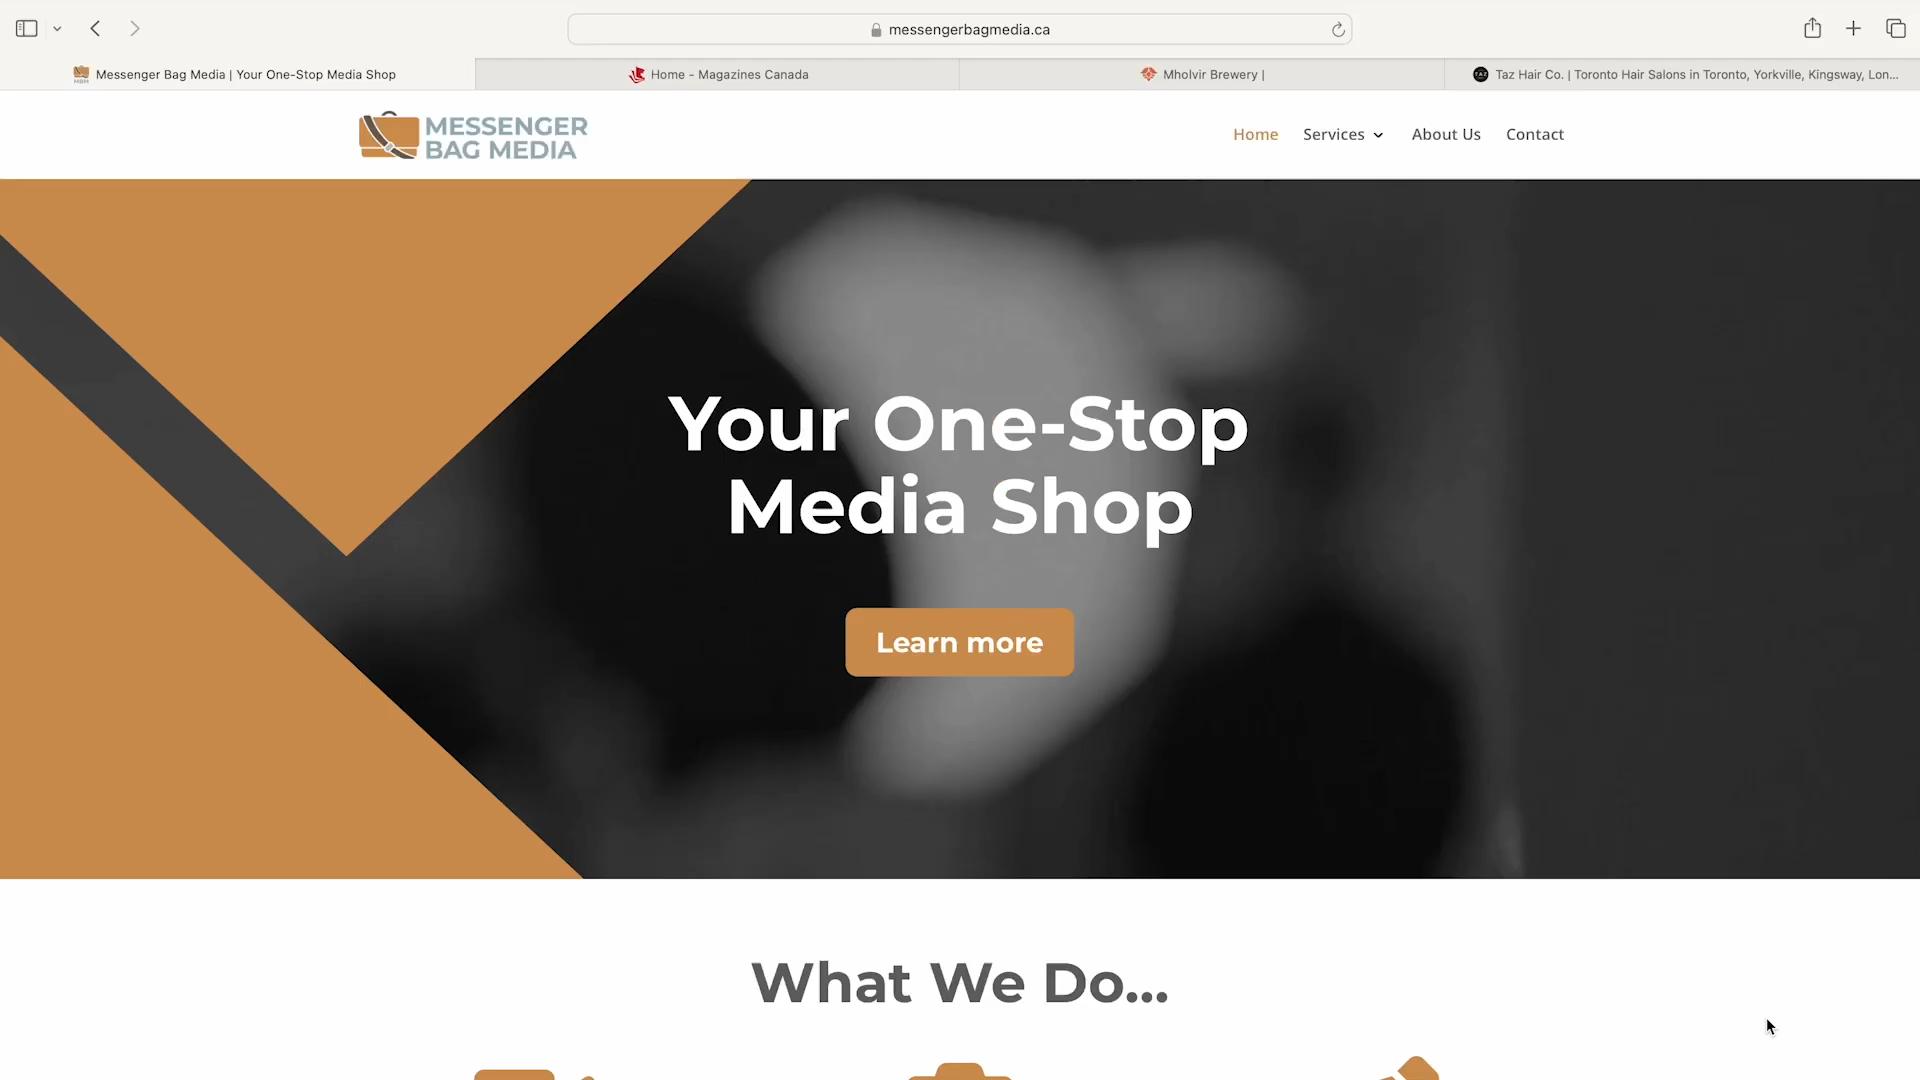 messengerbagmedia.ca
Messenger Bag Media | Your One-Stop Media Shop
Home - Magazines Canada
Mholvir Brewery |
Taz Hair Co. | Toronto Hair Salons in Toronto, Yorkville, Kingsway, Lon...
MESSENGER
BAG MEDIA
Home
Services
About Us
Contact
Your One-Stop
Media Shop
Learn more
What We Do...